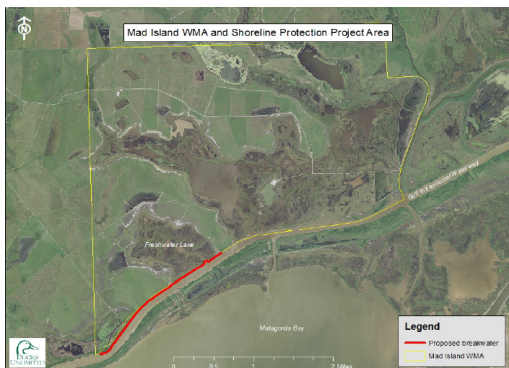 Mad Island WMA and Shoreline Protection Project Area
N
Gulf Intracoastal Waterway
Freshwater Lake
Matagorda Bay
Legend
Proposed breakwater
Mad Island WMA
DUCKS
UNLIMITED
0
0.5
1
2 Miles